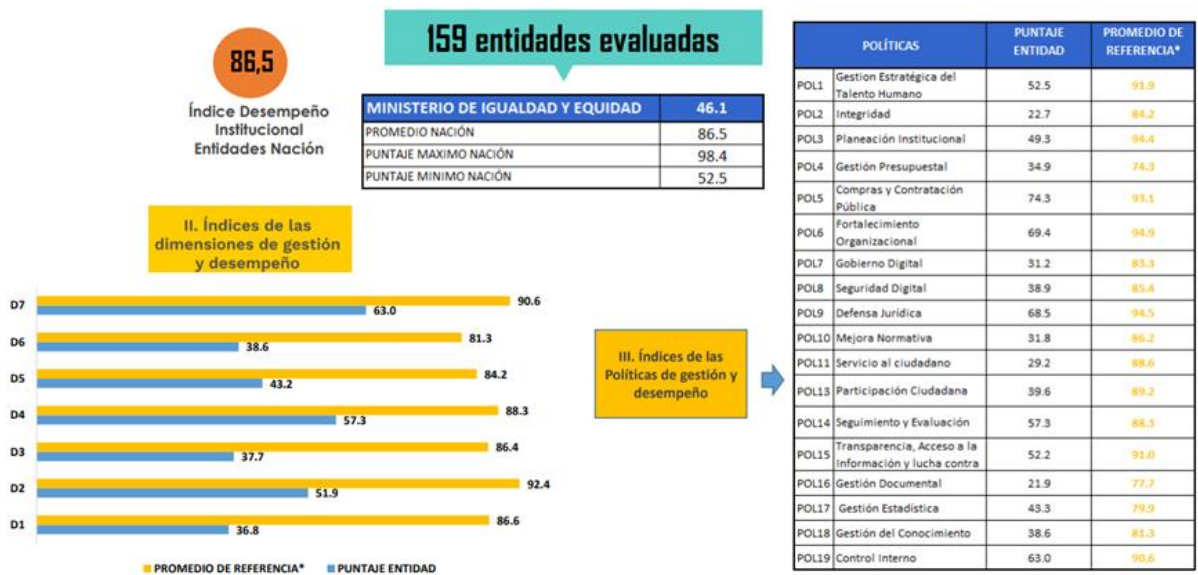 86,5
Índice Desempeño
Institucional
Entidades Nación
159 entidades evaluadas
MINISTERIO DE IGUALDAD Y EQUIDAD 46.1
PROMEDIO NACIÓN 86.5
PUNTAJE MAXIMO NACIÓN 98.4
PUNTAJE MINIMO NACIÓN 52.5
II. Índices de las
dimensiones de gestión
y desempeño
D7 90.6
63.0
D6 81.3
38.6
D5 84.2
43.2
D4 88.3
57.3
D3 86.4
37.7
D2 92.4
51.9
D1 86.6
36.8
PROMEDIO DE REFERENCIA* PUNTAJE ENTIDAD
III. Índices de las
Políticas de gestión y
desempeño
POLÍTICAS PUNTAJE ENTIDAD PROMEDIO DE REFERENCIA*
POL1 Gestion Estratégica del Talento Humano 52.5 91.9
POL2 Integridad 22.7 84.2
POL3 Planeación Institucional 49.3 94.4
POL4 Gestión Presupuestal 34.9 74.3
POL5 Compras y Contratación Pública 74.3 93.1
POL6 Fortalecimiento Organizacional 69.4 94.9
POL7 Gobierno Digital 31.2 83.3
POL8 Seguridad Digital 38.9 85.4
POL9 Defensa Jurídica 68.5 94.5
POL10 Mejora Normativa 31.8 86.2
POL11 Servicio al ciudadano 29.2 88.6
POL13 Participación Ciudadana 39.6 89.2
POL14 Seguimiento y Evaluación 57.3 88.3
POL15 Transparencia, Acceso a la Información y lucha contra 52.2 91.0
POL16 Gestión Documental 21.9 77.7
POL17 Gestión Estadística 43.3 79.9
POL18 Gestión del Conocimiento 38.6 81.3
POL19 Control Interno 63.0 90.6